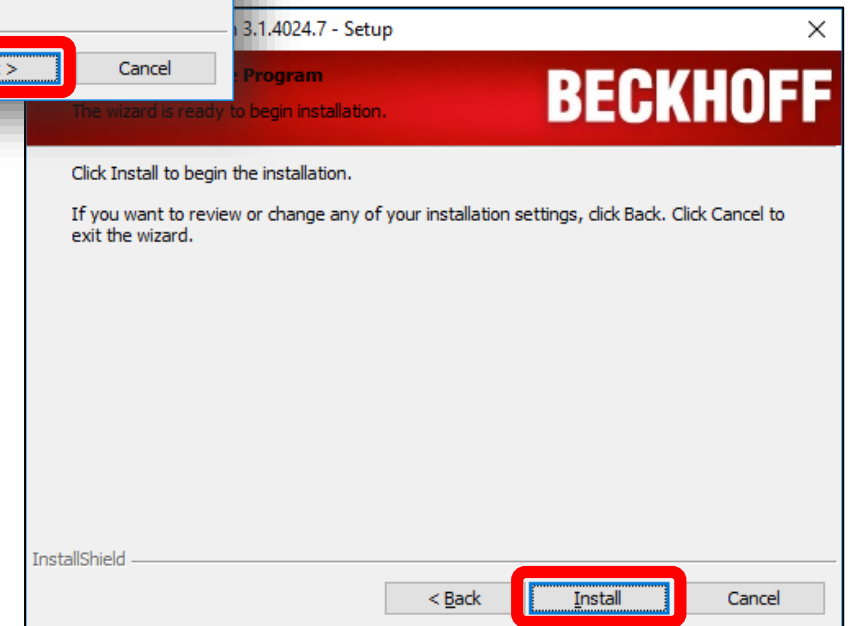 3.1.4024.7 - Setup
>
Cancel
Program
The wizard is ready to begin installation.
BECKHOFF
Click Install to begin the installation.
If you want to review or change any of your installation settings, click Back. Click Cancel to
exit the wizard.
InstallShield
< Back
Install
Cancel